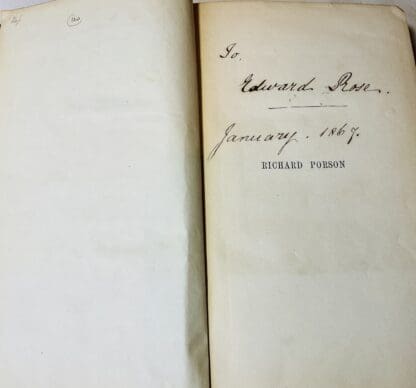 To,
Edward Rose.
January. 1867.
RICHARD PORSON